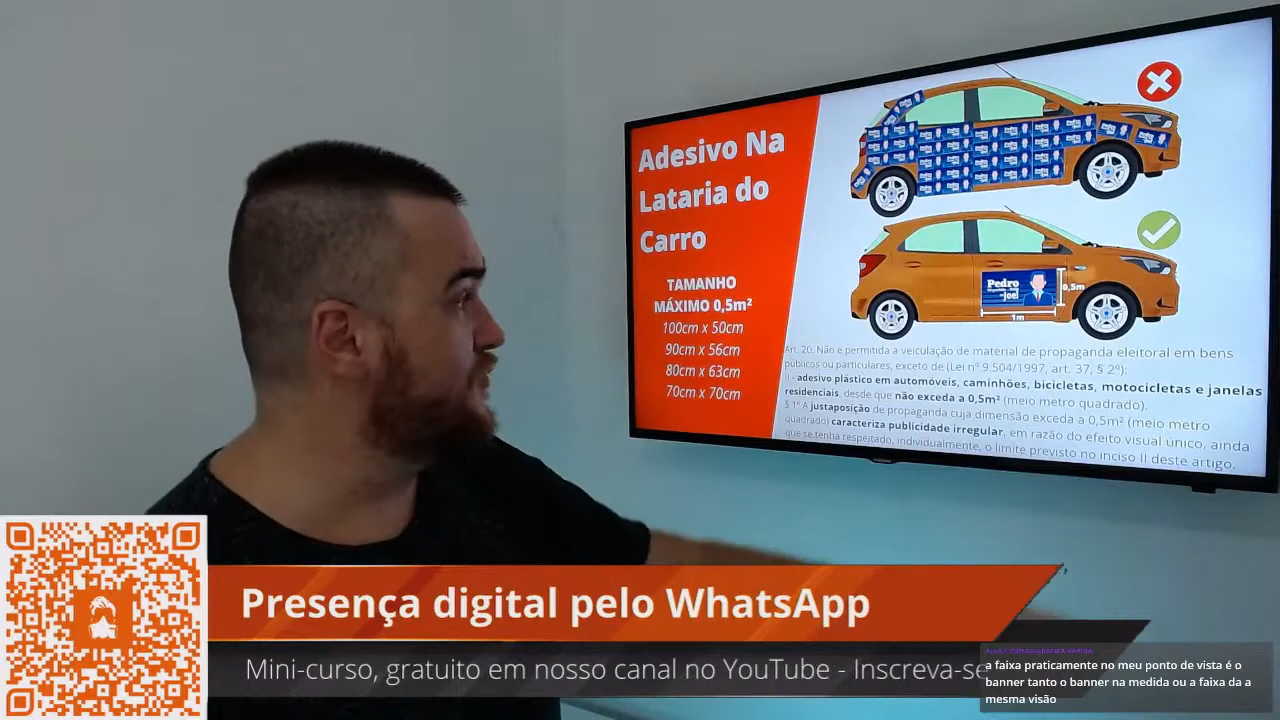 Adesivo Na
Lataria do
Carro
TAMANHO
MÁXIMO 0,5m²
100cm x 50cm
90cm x 56cm
80cm x 63cm
70cm x 70cm
Pedro
Joel
0,5m
1m
Art. 20. Não é permitida a veiculação de material de propaganda eleitoral em bens
públicos ou particulares, exceto de (Lei nº 9.504/1997, art. 37, § 2º):
II - adesivo plástico em automóveis, caminhões, bicicletas, motocicletas e janelas
residenciais, desde que não exceda a 0,5m² (meio metro quadrado).
§ 1º A justaposição de propaganda cuja dimensão exceda a 0,5m² (meio metro
quadrado) caracteriza publicidade irregular, em razão do efeito visual único, ainda
que se tenha respeitado, individualmente, o limite previsto no inciso II deste artigo.
Presença digital pelo WhatsApp
Mini-curso, gratuito em nosso canal no YouTube - Inscreva-se
a faixa praticamente no meu ponto de vista é o
banner tanto o banner na medida ou a faixa da a
mesma visão